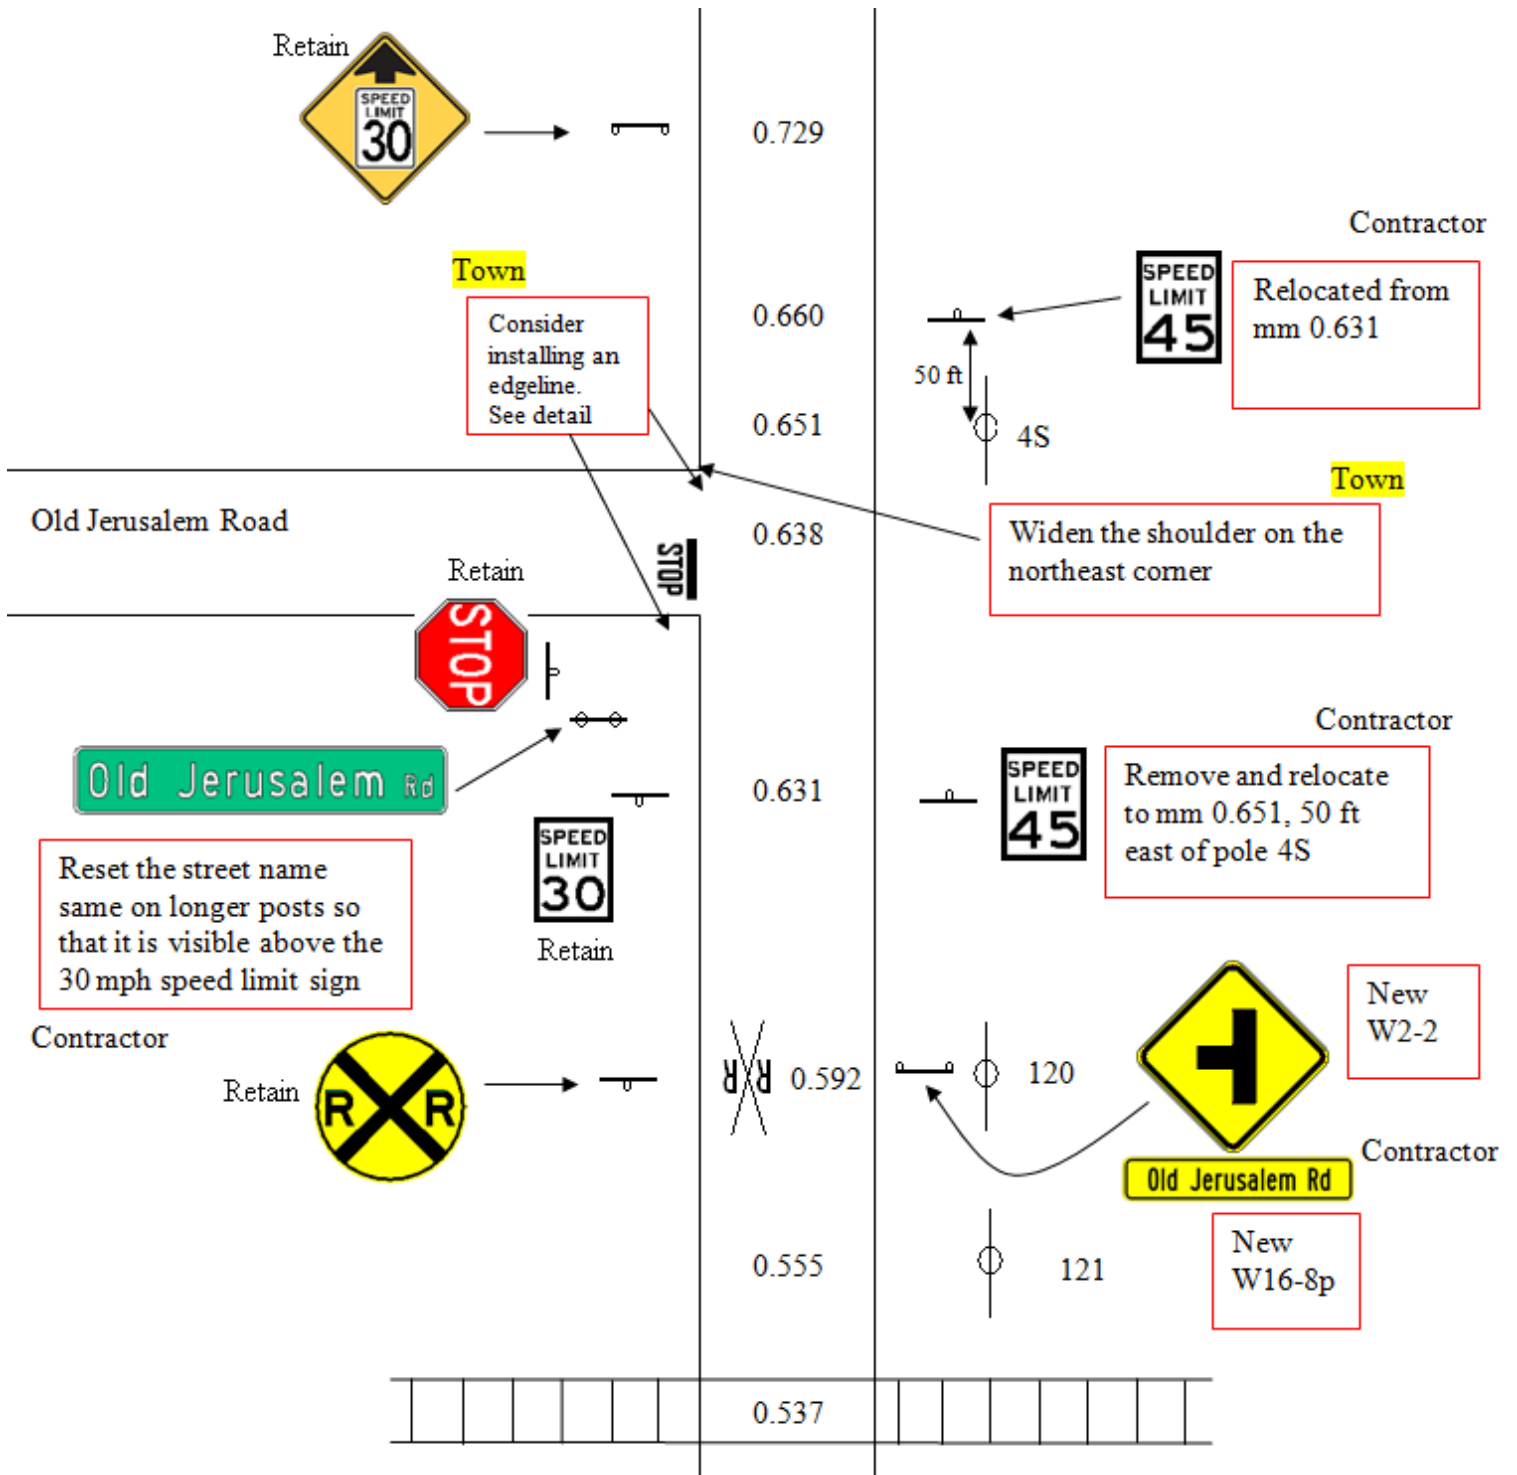 Retain
SPEED
LIMIT
30
0.729
Contractor
Town
SPEED
LIMIT
45
Relocated from
mm 0.631
Consider
installing an
edgeline.
See detail
0.660
50 ft
0.651
4S
Town
Old Jerusalem Road
0.638
Widen the shoulder on the
northeast corner
STOP
Retain
STOP
Contractor
Old Jerusalem Rd
0.631
SPEED
LIMIT
45
Remove and relocate
to mm 0.651, 50 ft
east of pole 4S
SPEED
LIMIT
30
Retain
Reset the street name
same on longer posts so
that it is visible above the
30 mph speed limit sign
Contractor
New
W2-2
Retain
R R
R R
0.592
120
Contractor
Old Jerusalem Rd
New
W16-8p
0.555
121
0.537